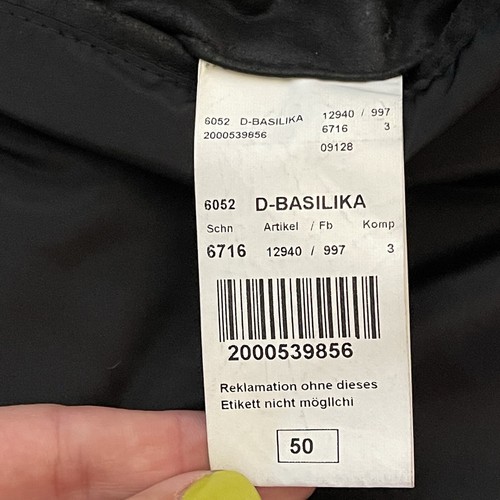 6052 D-BASILIKA 12940 / 997
2000539856 6716 3
09128
6052 D-BASILIKA
Schn Artikel / Fb Komp
6716 12940 / 997 3
2000539856
Reklamation ohne dieses
Etikett nicht mögllchi
50